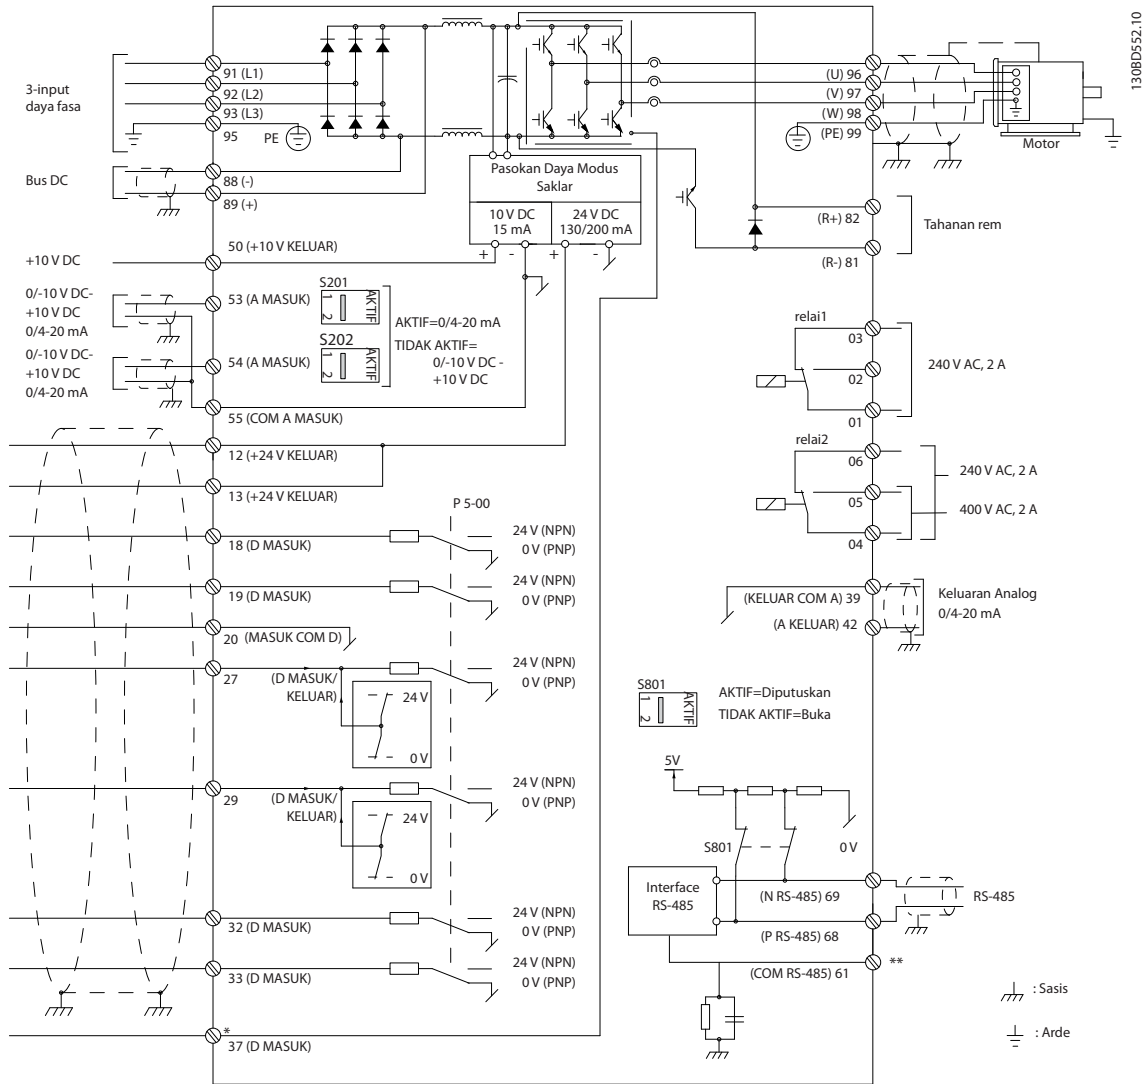 130BD552.10
3-input
daya fasa
91 (L1)
92 (L2)
93 (L3)
95
PE
Bus DC
88 (-)
89 (+)
50 (+10 V KELUAR)
+10 V DC
0/-10 V DC-
+10 V DC
0/4-20 mA
53 (A MASUK)
0/-10 V DC-
+10 V DC
0/4-20 mA
54 (A MASUK)
55 (COM A MASUK)
S201
1
2
AKTIF
S202
1
2
AKTIF
AKTIF=0/4-20 mA
TIDAK AKTIF=
0/-10 V DC -
+10 V DC
Pasokan Daya Modus
Saklar
10 V DC
15 mA
24 V DC
130/200 mA
+ - + -
(U) 96
(V) 97
(W) 98
(PE) 99
Motor
(R+) 82
Tahanan rem
(R-) 81
relai1
03
02
01
240 V AC, 2 A
relai2
06
05
04
240 V AC, 2 A
400 V AC, 2 A
12 (+24 V KELUAR)
13 (+24 V KELUAR)
P 5-00
18 (D MASUK)
24 V (NPN)
0 V (PNP)
19 (D MASUK)
24 V (NPN)
0 V (PNP)
20 (MASUK COM D)
27
(D MASUK/
KELUAR)
24 V (NPN)
0 V (PNP)
24 V
0 V
29
(D MASUK/
KELUAR)
24 V (NPN)
0 V (PNP)
24 V
0 V
32 (D MASUK)
24 V (NPN)
0 V (PNP)
33 (D MASUK)
24 V (NPN)
0 V (PNP)
*
37 (D MASUK)
(KELUAR COM A) 39
(A KELUAR) 42
Keluaran Analog
0/4-20 mA
S801
1
2
AKTIF
AKTIF=Diputuskan
TIDAK AKTIF=Buka
5V
S801
0 V
Interface
RS-485
(N RS-485) 69
RS-485
(P RS-485) 68
(COM RS-485) 61
**
: Sasis
: Arde